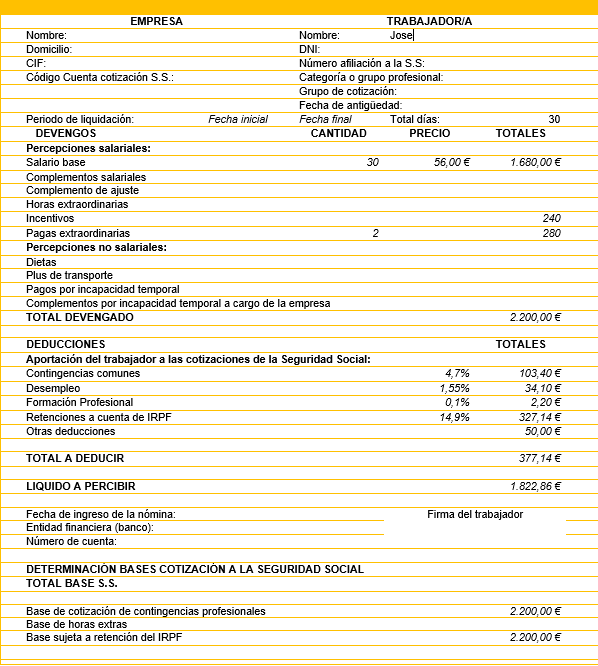 EMPRESA TRABAJADOR/A
Nombre: Nombre: Jose
Domicilio: DNI:
CIF: Número afiliación a la S.S:
Código Cuenta cotización S.S.: Categoría o grupo profesional:
Grupo de cotización:
Fecha de antigüedad:
Periodo de liquidación: Fecha inicial Fecha final Total días: 30
DEVENGOS CANTIDAD PRECIO TOTALES
Percepciones salariales:
Salario base 30 56,00 € 1.680,00 €
Complementos salariales
Complemento de ajuste
Horas extraordinarias
Incentivos 240
Pagas extraordinarias 2 280
Percepciones no salariales:
Dietas
Plus de transporte
Pagos por incapacidad temporal
Complementos por incapacidad temporal a cargo de la empresa
TOTAL DEVENGADO 2.200,00 €
DEDUCCIONES TOTALES
Aportación del trabajador a las cotizaciones de la Seguridad Social:
Contingencias comunes 4,7% 103,40 €
Desempleo 1,55% 34,10 €
Formación Profesional 0,1% 2,20 €
Retenciones a cuenta de IRPF 14,9% 327,14 €
Otras deducciones 50,00 €
TOTAL A DEDUCIR 377,14 €
LIQUIDO A PERCIBIR 1.822,86 €
Fecha de ingreso de la nómina: Firma del trabajador
Entidad financiera (banco):
Número de cuenta:
DETERMINACIÓN BASES COTIZACIÓN A LA SEGURIDAD SOCIAL
TOTAL BASE S.S.
Base de cotización de contingencias profesionales 2.200,00 €
Base de horas extras
Base sujeta a retención del IRPF 2.200,00 €